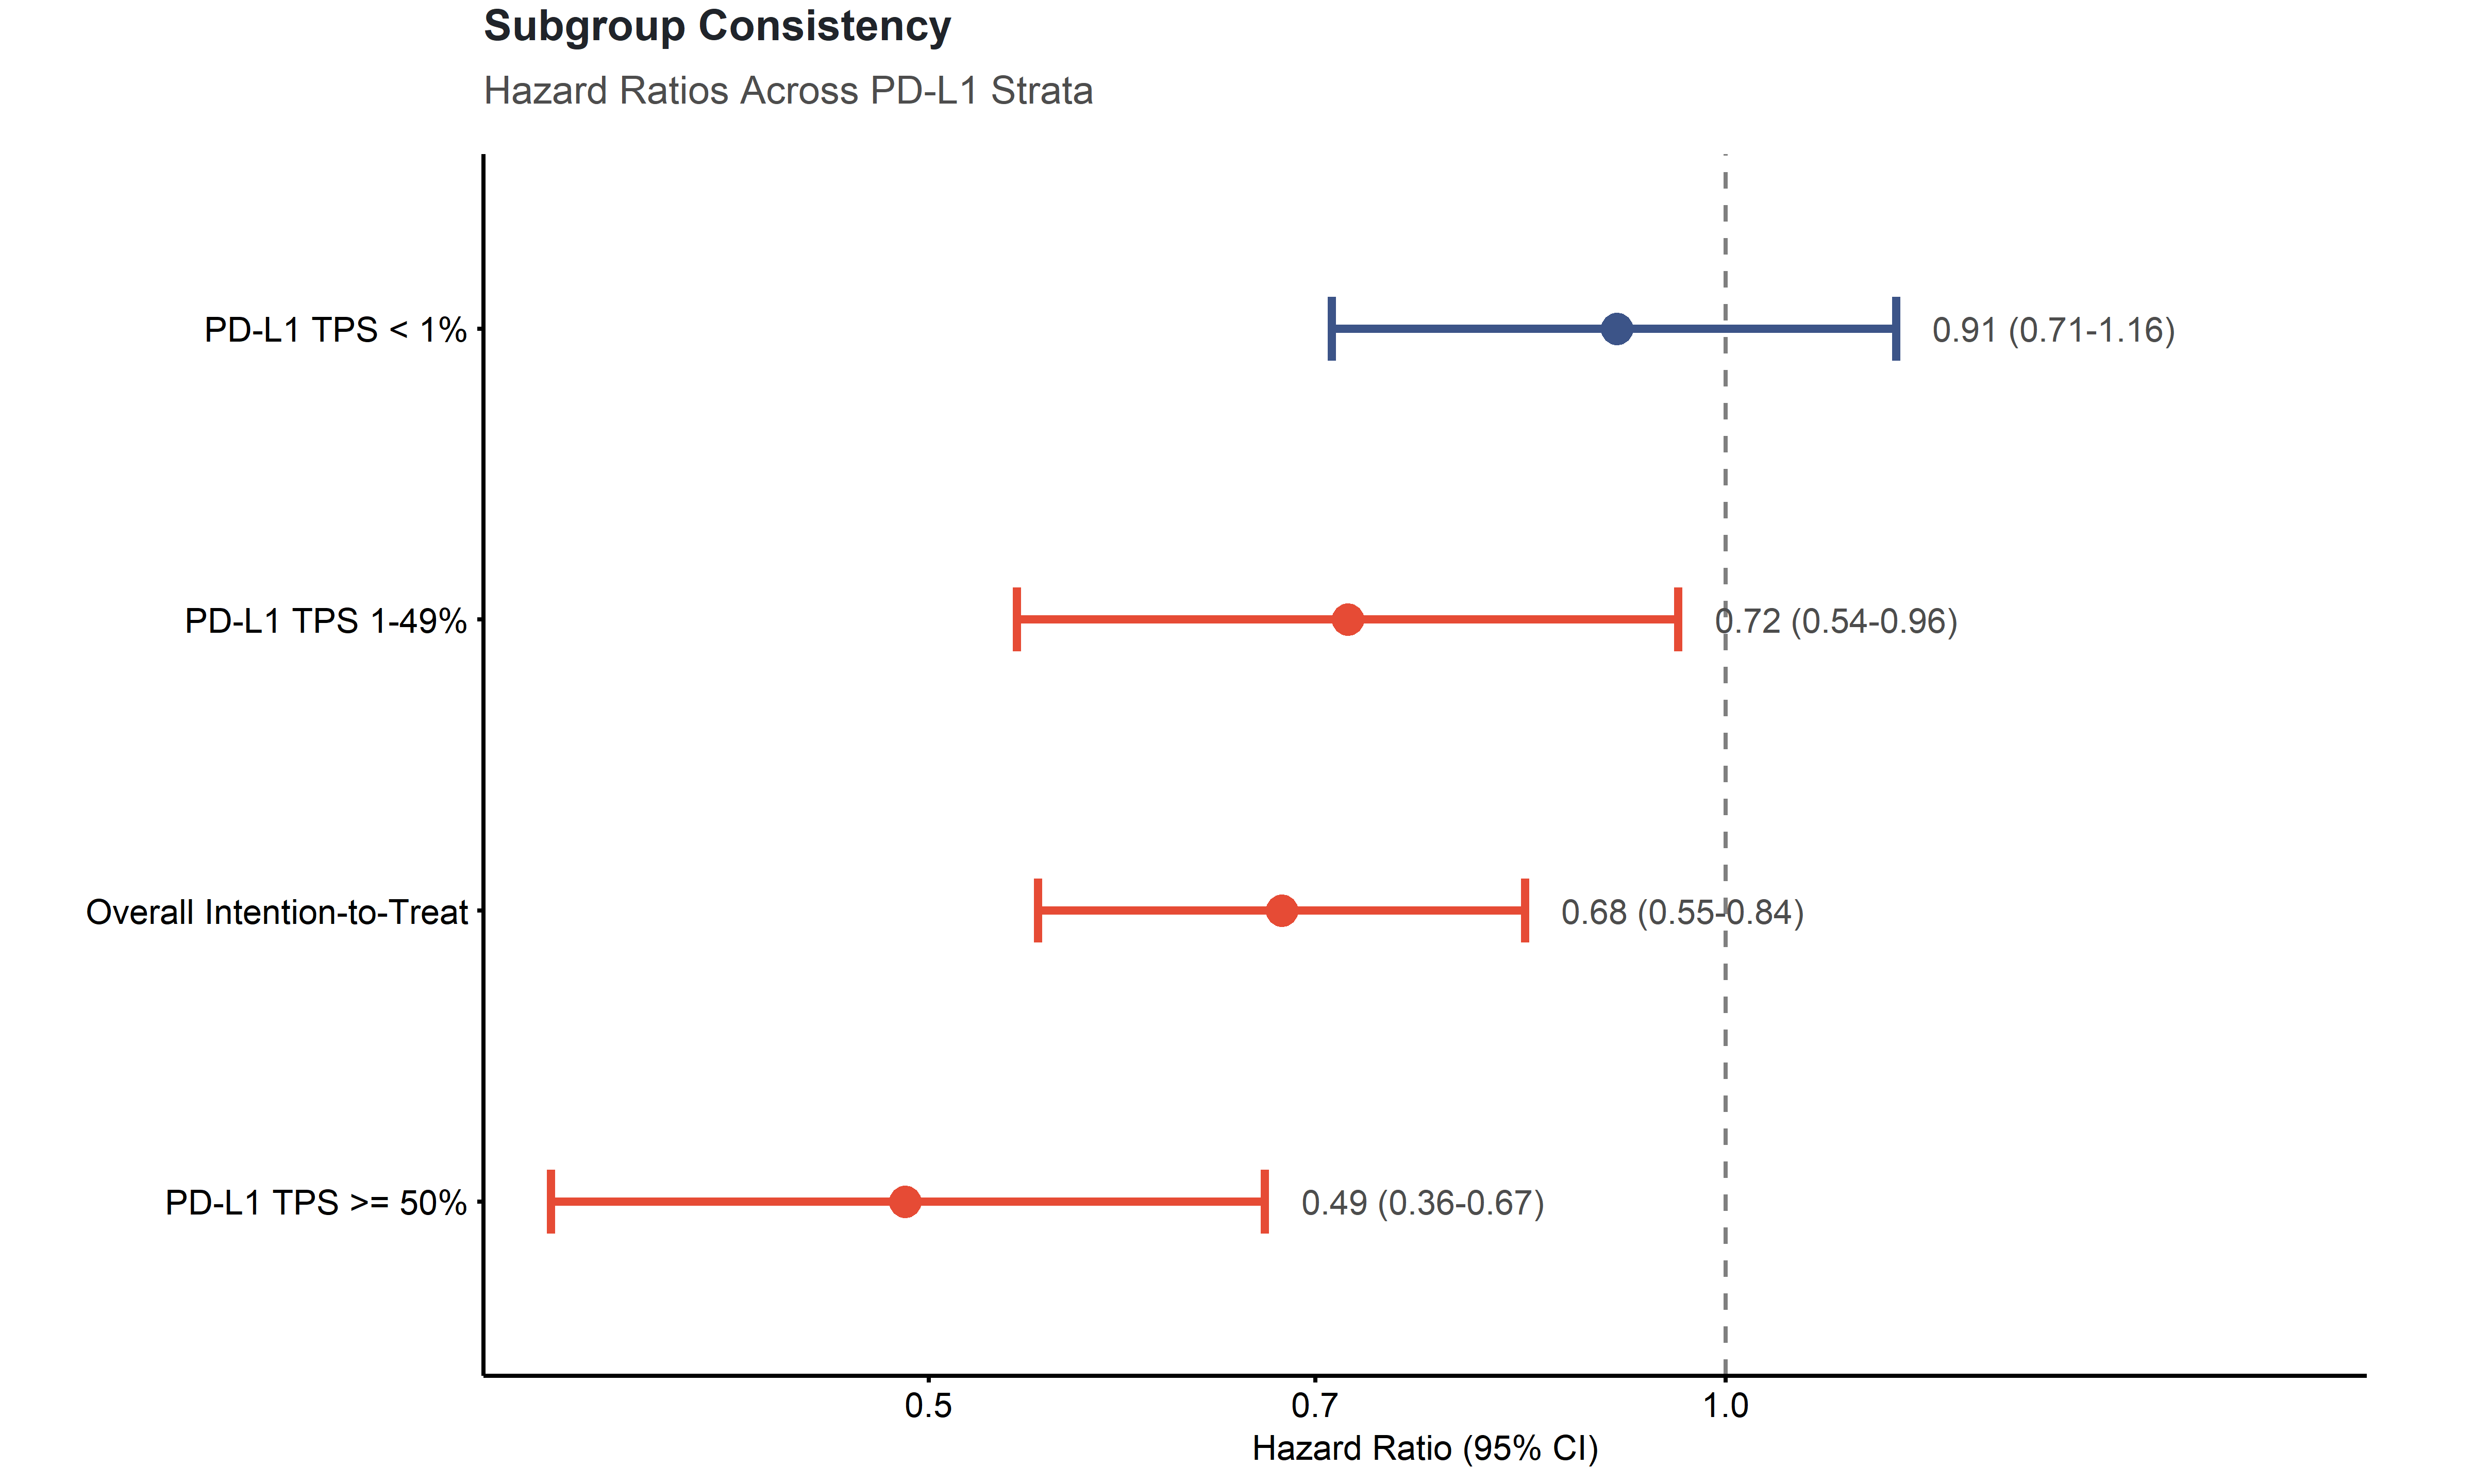 Subgroup Consistency
Hazard Ratios Across PD-L1 Strata
PD-L1 TPS < 1%
0.91 (0.71-1.16)
PD-L1 TPS 1-49%
0.72 (0.54-0.96)
Overall Intention-to-Treat
0.68 (0.55-0.84)
PD-L1 TPS >= 50%
0.49 (0.36-0.67)
0.5 0.7 1.0
Hazard Ratio (95% CI)